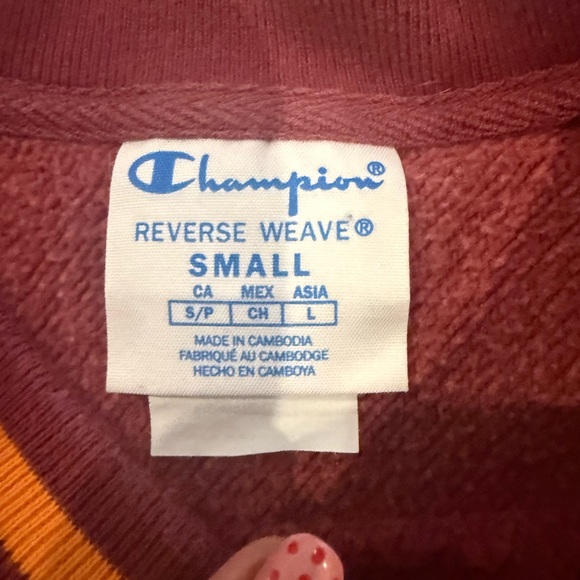 Champion®
REVERSE WEAVE®
SMALL
CA MEX ASIA
S/P CH L
MADE IN CAMBODIA
FABRIQUÉ AU CAMBODGE
HECHO EN CAMBOYA